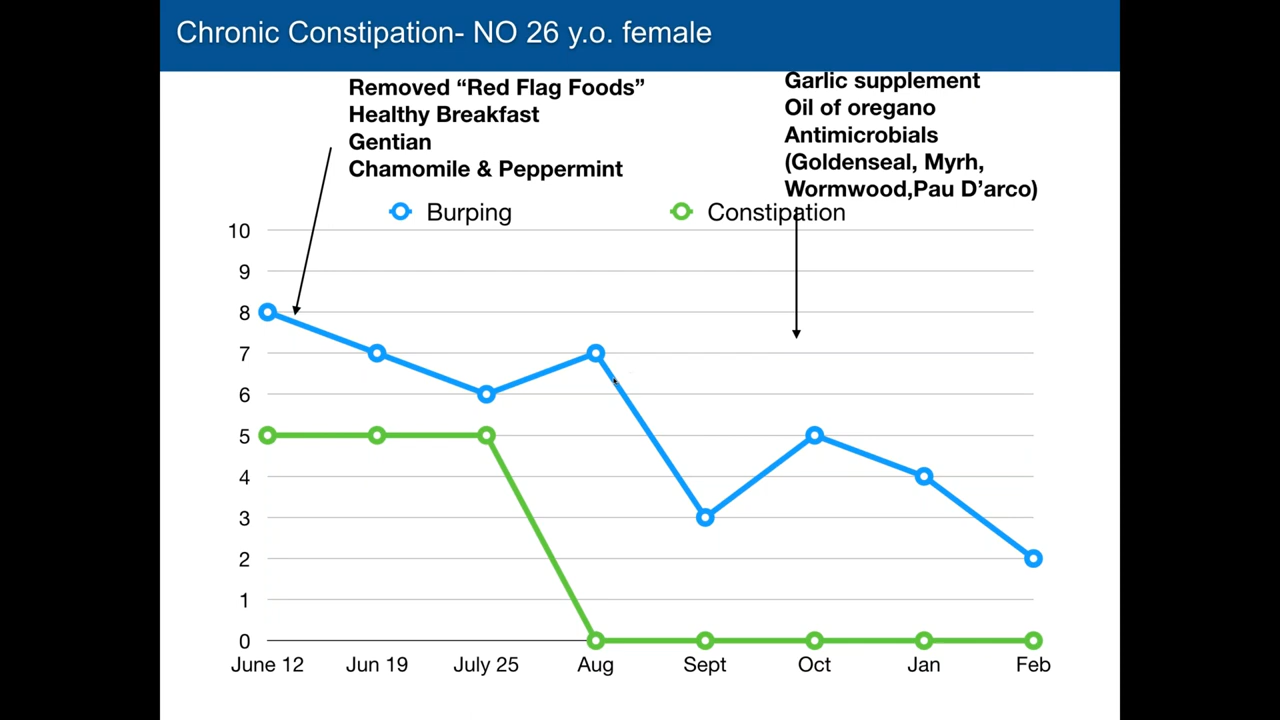 Chronic Constipation- NO 26 y.o. female
Removed “Red Flag Foods”
Healthy Breakfast
Gentian
Chamomile & Peppermint
Garlic supplement
Oil of oregano
Antimicrobials
(Goldenseal, Myrh,
Wormwood,Pau D’arco)
Burping
Constipation
10
9
8
7
6
5
4
3
2
1
0
June 12
Jun 19
July 25
Aug
Sept
Oct
Jan
Feb